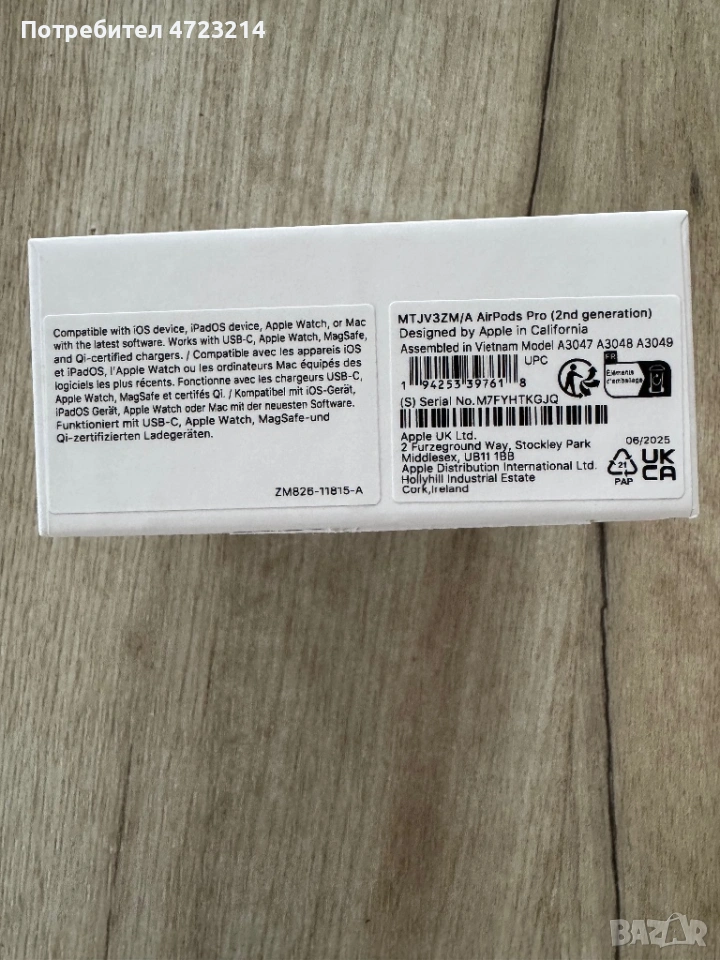 Потребител 4723214
Compatible with iOS device, iPadOS device, Apple Watch, or Mac
with the latest software. Works with USB-C, Apple Watch, MagSafe,
and Qi-certified chargers. / Compatible avec les appareils iOS
et iPadOS, l'Apple Watch ou les ordinateurs Mac équipés des
logiciels les plus récents. Fonctionne avec les chargeurs USB-C,
Apple Watch, MagSafe et certifés Qi. / Kompatibel mit iOS-Gerät,
iPadOS Gerät, Apple Watch oder Mac mit der neuesten Software.
Funktioniert mit USB-C, Apple Watch, MagSafe-und
Qi-zertifizierten Ladegeräten.
ZM826-11815-A
MTJV3ZM/A AirPods Pro (2nd generation)
Designed by Apple in California
Assembled in Vietnam Model A3047 A3048 A3049
UPC
1 94253 39761 8
FR
Éléments
d'emballage
(S) Serial No.M7FYHTKGJQ
Apple UK Ltd.
2 Furzeground Way, Stockley Park
Middlesex, UB11 1BB
Apple Distribution International Ltd.
Hollyhill Industrial Estate
Cork,Ireland
06/2025
21
PAP
UK
CA
BAZAR